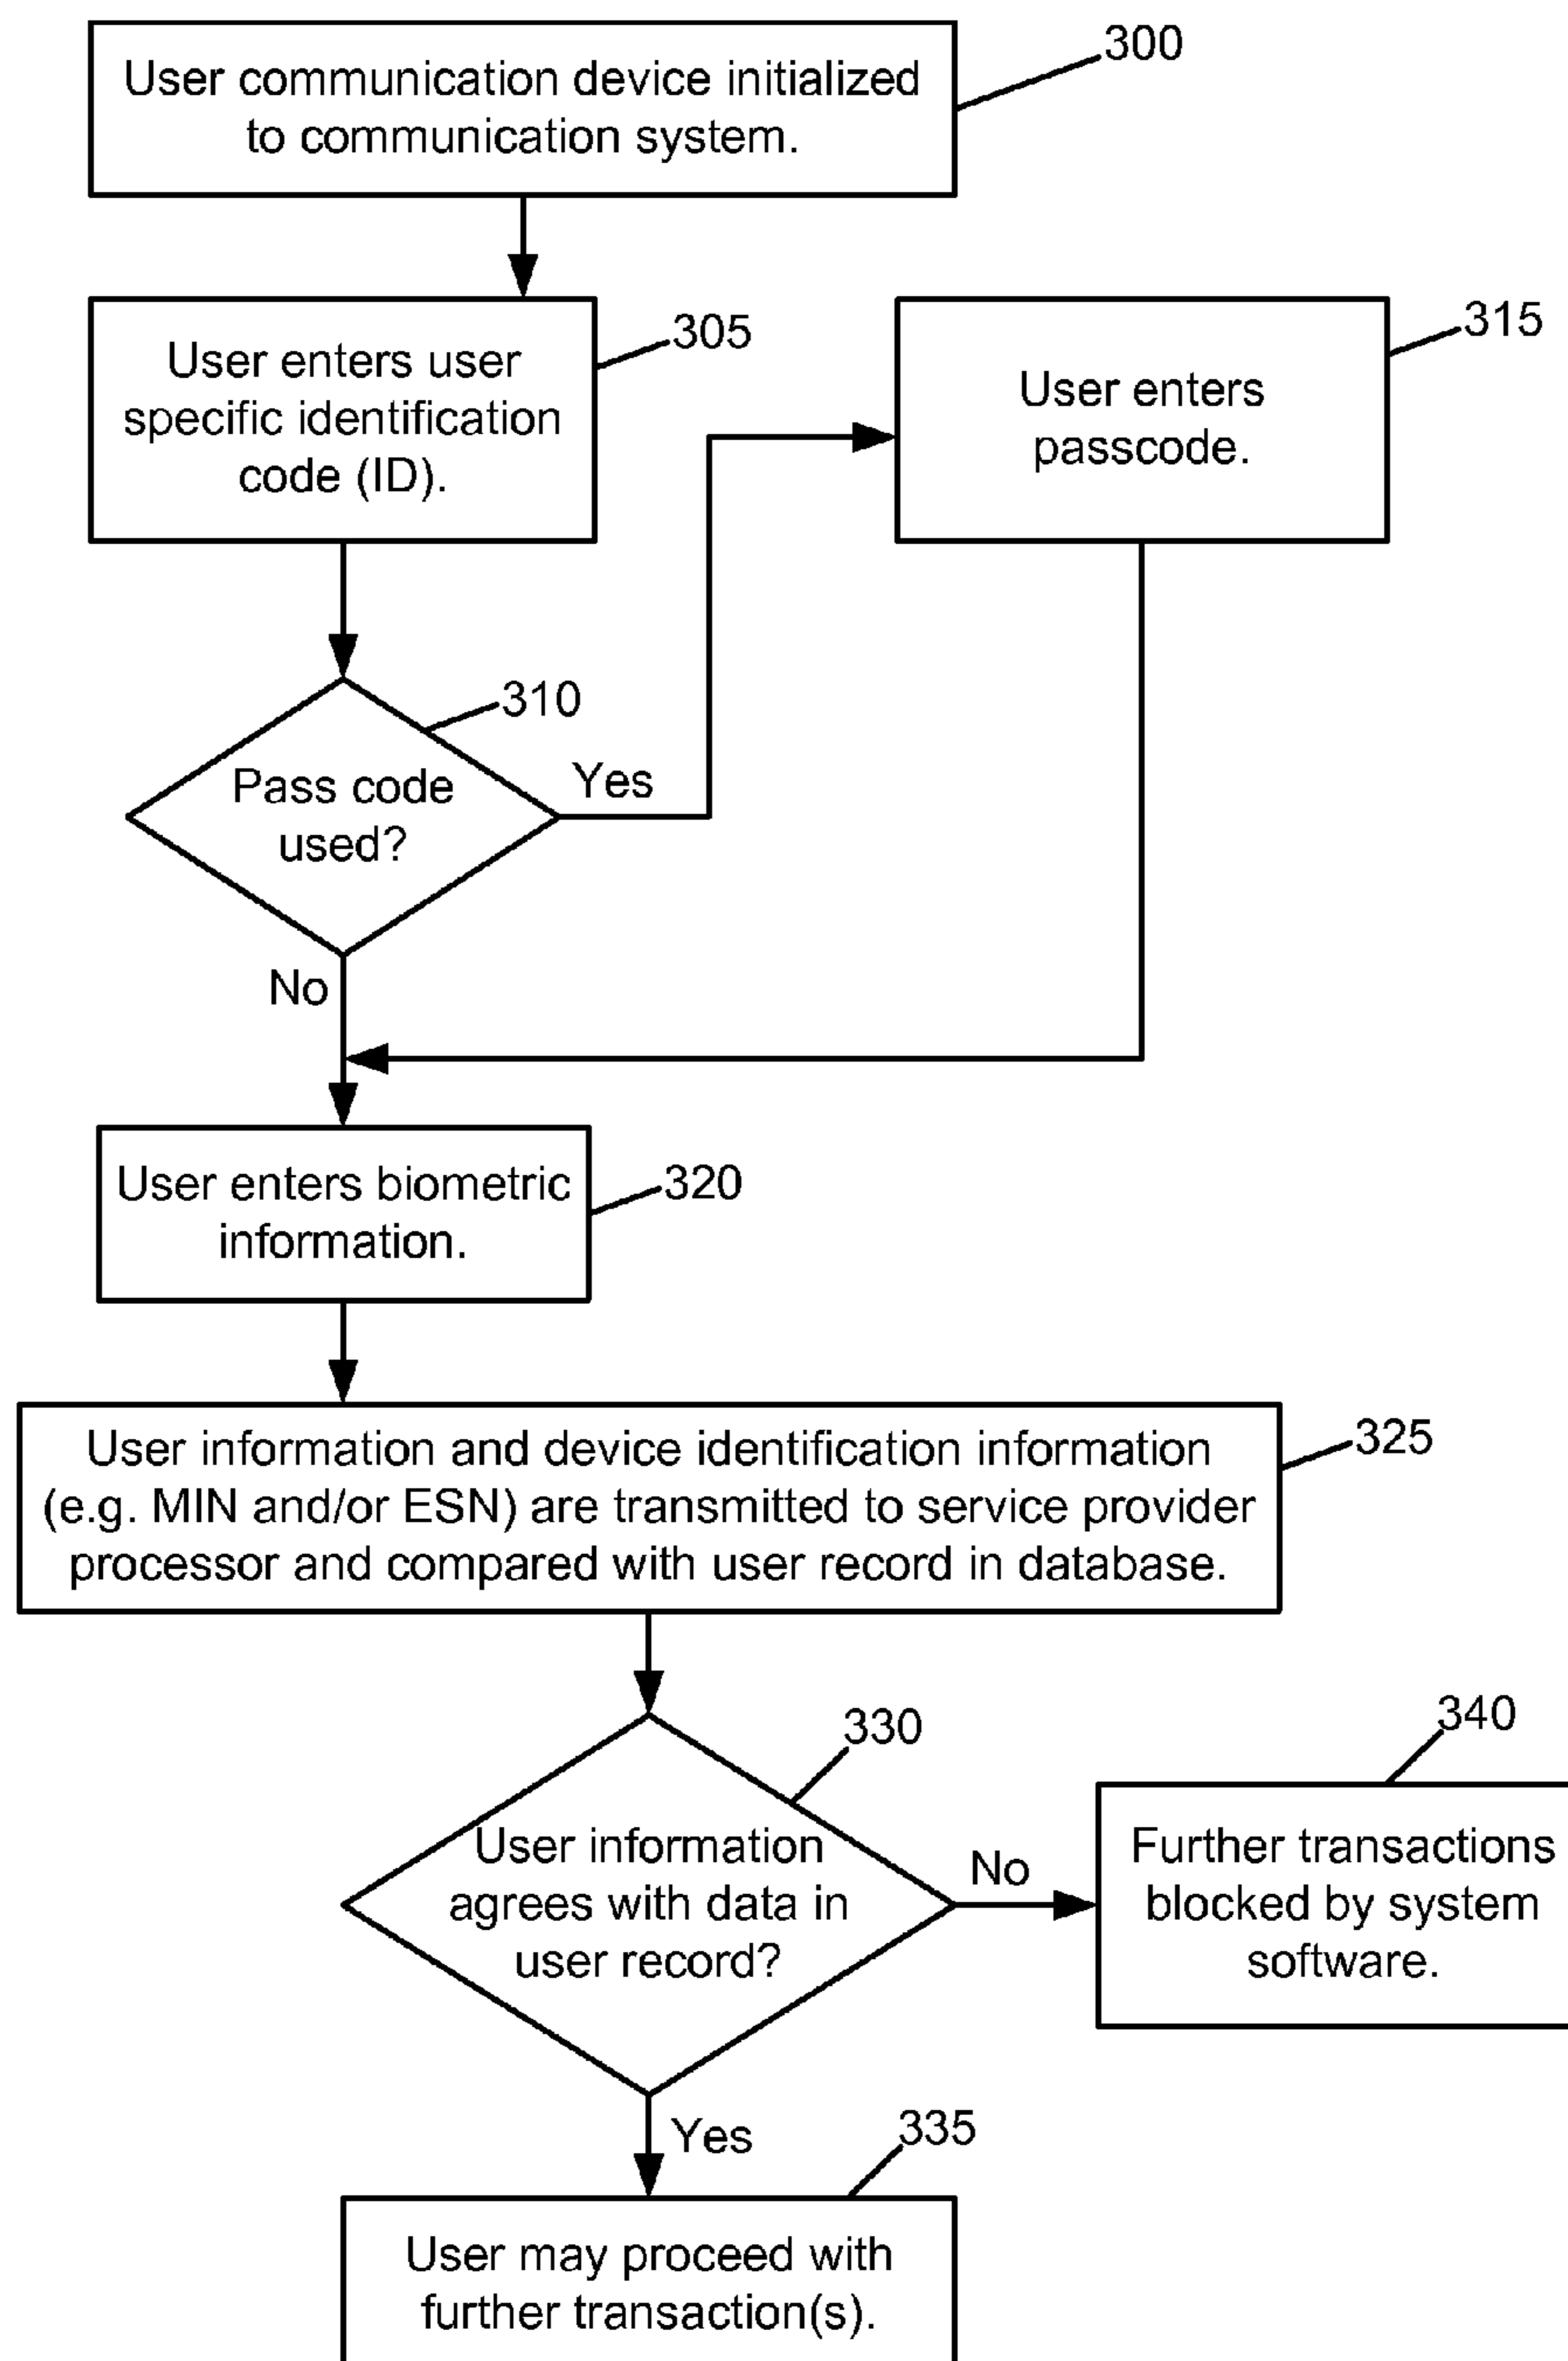 User communication device initialized
to communication system.
300
User enters user
specific identification
code (ID).
305
User enters
passcode.
315
Pass code
used?
310
Yes
No
User enters biometric
information.
320
User information and device identification information
(e.g. MIN and/or ESN) are transmitted to service provider
processor and compared with user record in database.
325
User information
agrees with data in
user record?
330
No
Further transactions
blocked by system
software.
340
Yes
335
User may proceed with
further transaction(s).